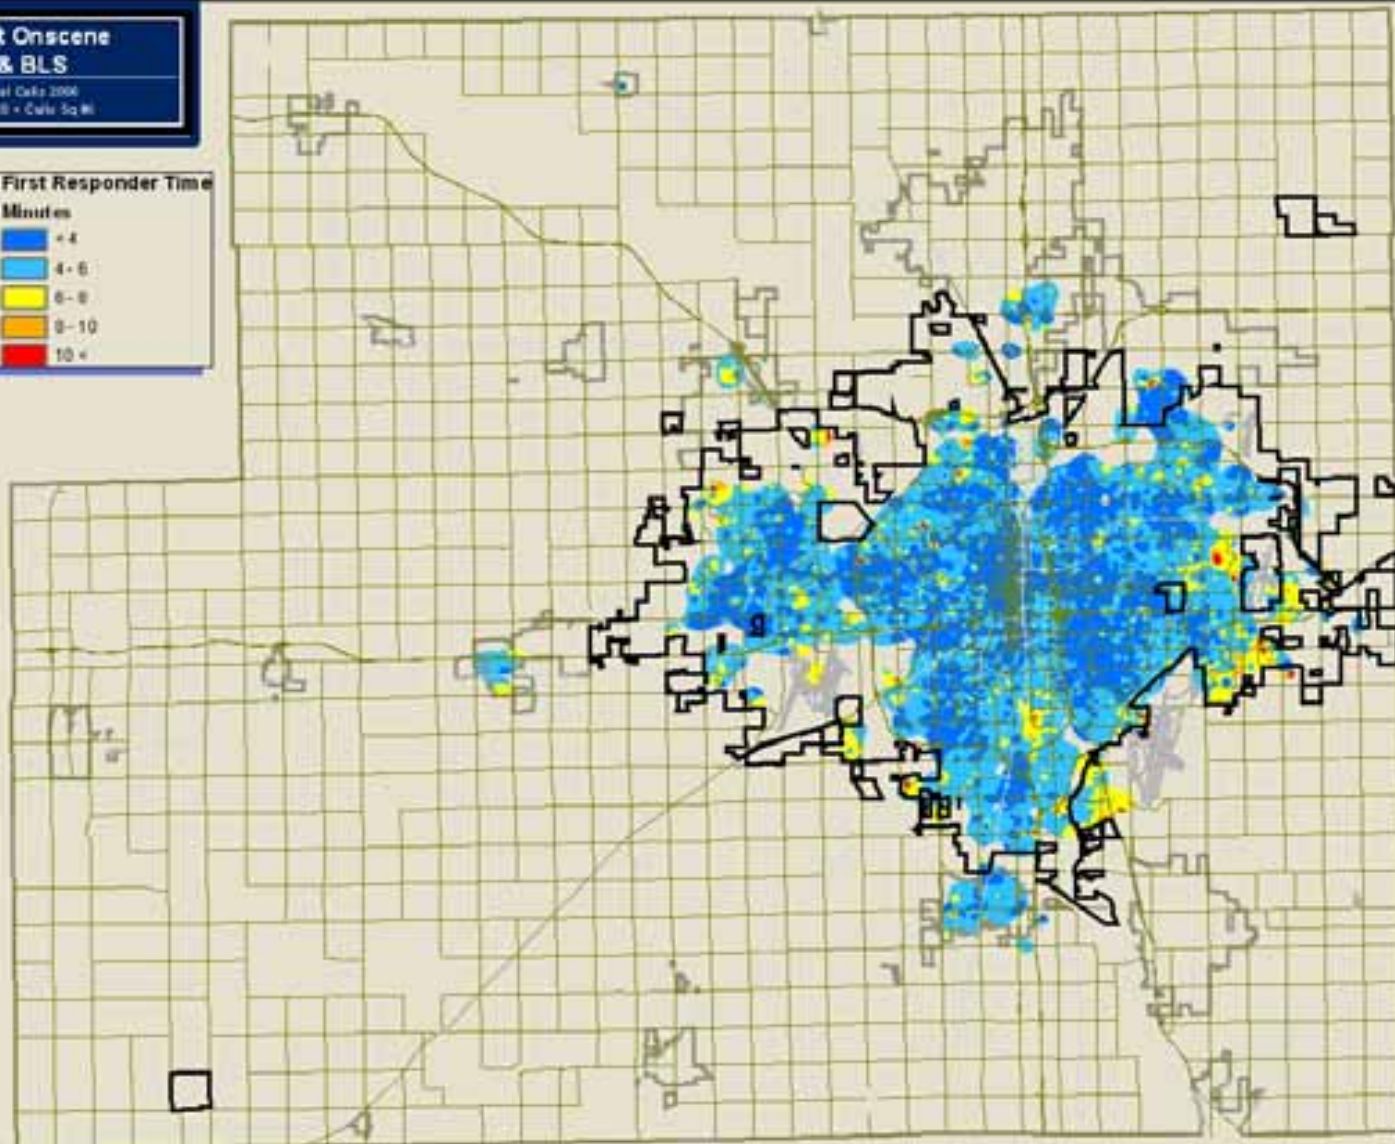 t Onscene
& BLS
First Responder Time
Minutes
< 4
4 - 6
6 - 8
8 - 10
10 <